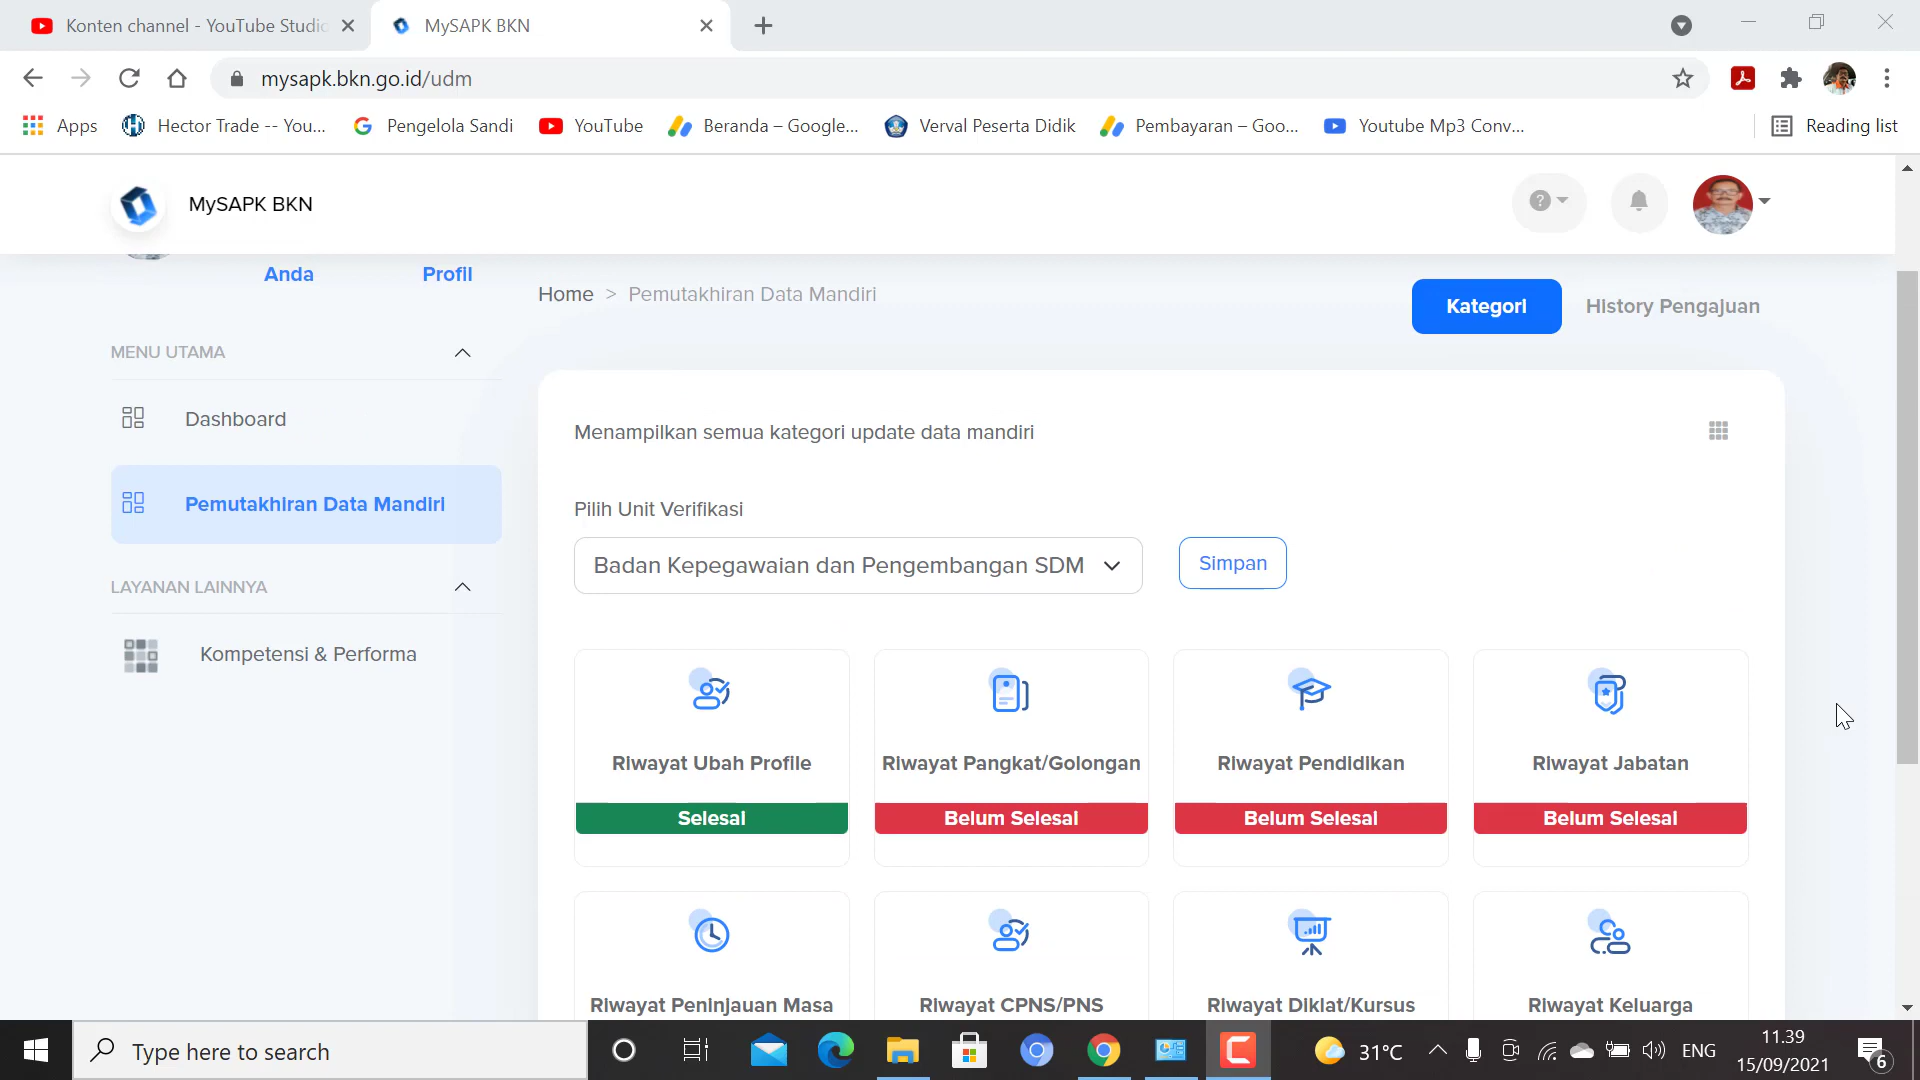 Konten channel - YouTube Studio
MySAPK BKN
mysapk.bkn.go.id/udm
Apps
Hector Trade -- You...
Pengelola Sandi
YouTube
Beranda – Google...
Verval Peserta Didik
Pembayaran – Goo...
Youtube Mp3 Conv...
Reading list
MySAPK BKN
Anda
Profil
Home > Pemutakhiran Data Mandiri
Kategori
History Pengajuan
MENU UTAMA
Dashboard
Pemutakhiran Data Mandiri
LAYANAN LAINNYA
Kompetensi & Performa
Menampilkan semua kategori update data mandiri
Pilih Unit Verifikasi
Badan Kepegawaian dan Pengembangan SDM
Simpan
Riwayat Ubah Profile
Selesai
Riwayat Pangkat/Golongan
Belum Selesai
Riwayat Pendidikan
Belum Selesai
Riwayat Jabatan
Belum Selesai
Riwayat Peninjauan Masa
Riwayat CPNS/PNS
Riwayat Diklat/Kursus
Riwayat Keluarga
Type here to search
31°C
ENG
11.39
15/09/2021
6